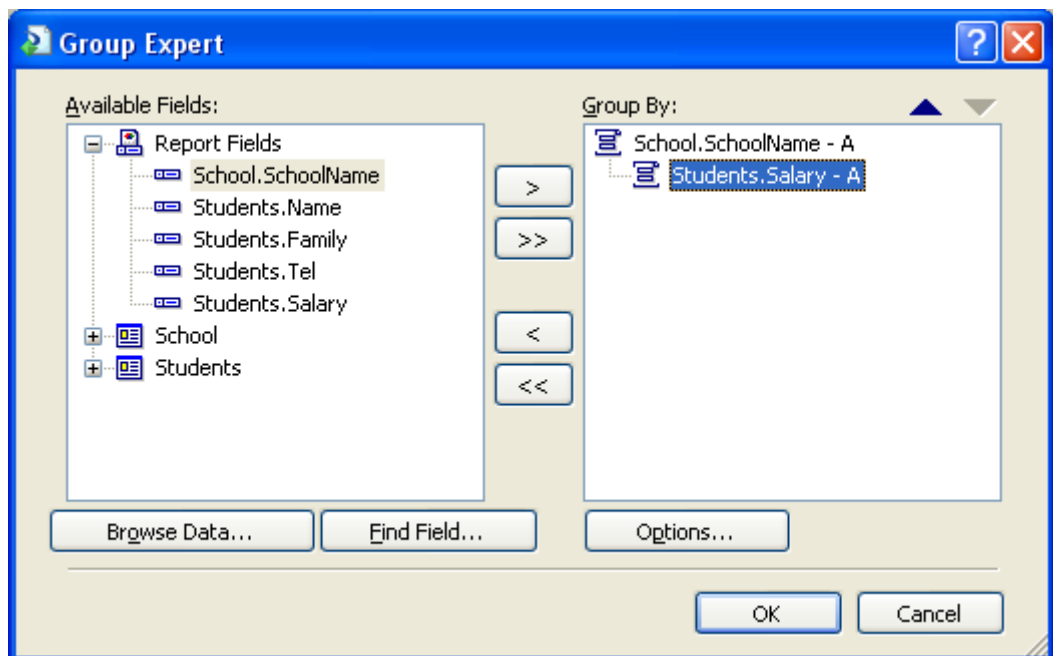 Group Expert
Available Fields:
Report Fields
School.SchoolName
Students.Name
Students.Family
Students.Tel
Students.Salary
School
Students
>
>>
<
<<
Group By:
School.SchoolName - A
Students.Salary - A
Browse Data...
Find Field...
Options...
OK
Cancel